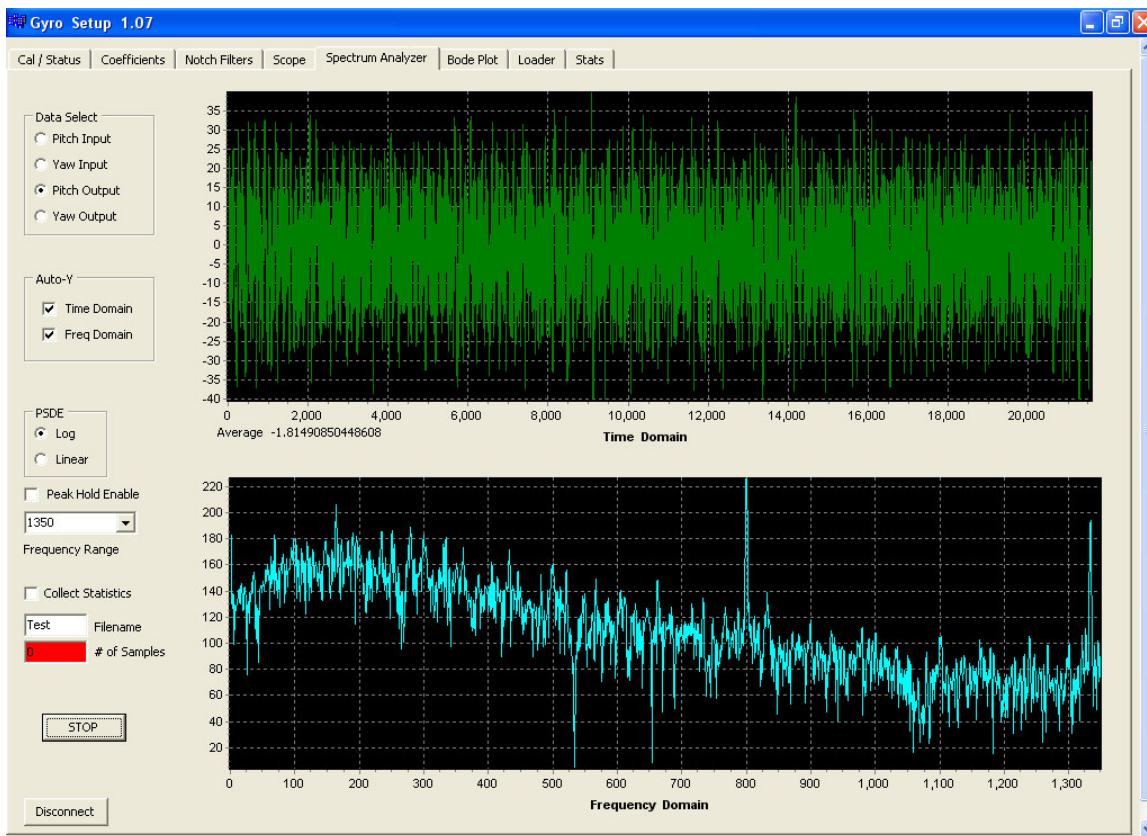 Gyro Setup 1.07
Cal / Status
Coefficients
Notch Filters
Scope
Spectrum Analyzer
Bode Plot
Loader
Stats
Data Select
Pitch Input
Yaw Input
Pitch Output
Yaw Output
Auto-Y
Time Domain
Freq Domain
PSDE
Log
Linear
Peak Hold Enable
1350
Frequency Range
Collect Statistics
Test
Filename
0
# of Samples
STOP
Disconnect
35
30
25
20
15
10
5
0
-5
-10
-15
-20
-25
-30
-35
-40
0 2,000 4,000 6,000 8,000 10,000 12,000 14,000 16,000 18,000 20,000
Average -1.81490850448608
Time Domain
220
200
180
160
140
120
100
80
60
40
20
0 100 200 300 400 500 600 700 800 900 1,000 1,100 1,200 1,300
Frequency Domain